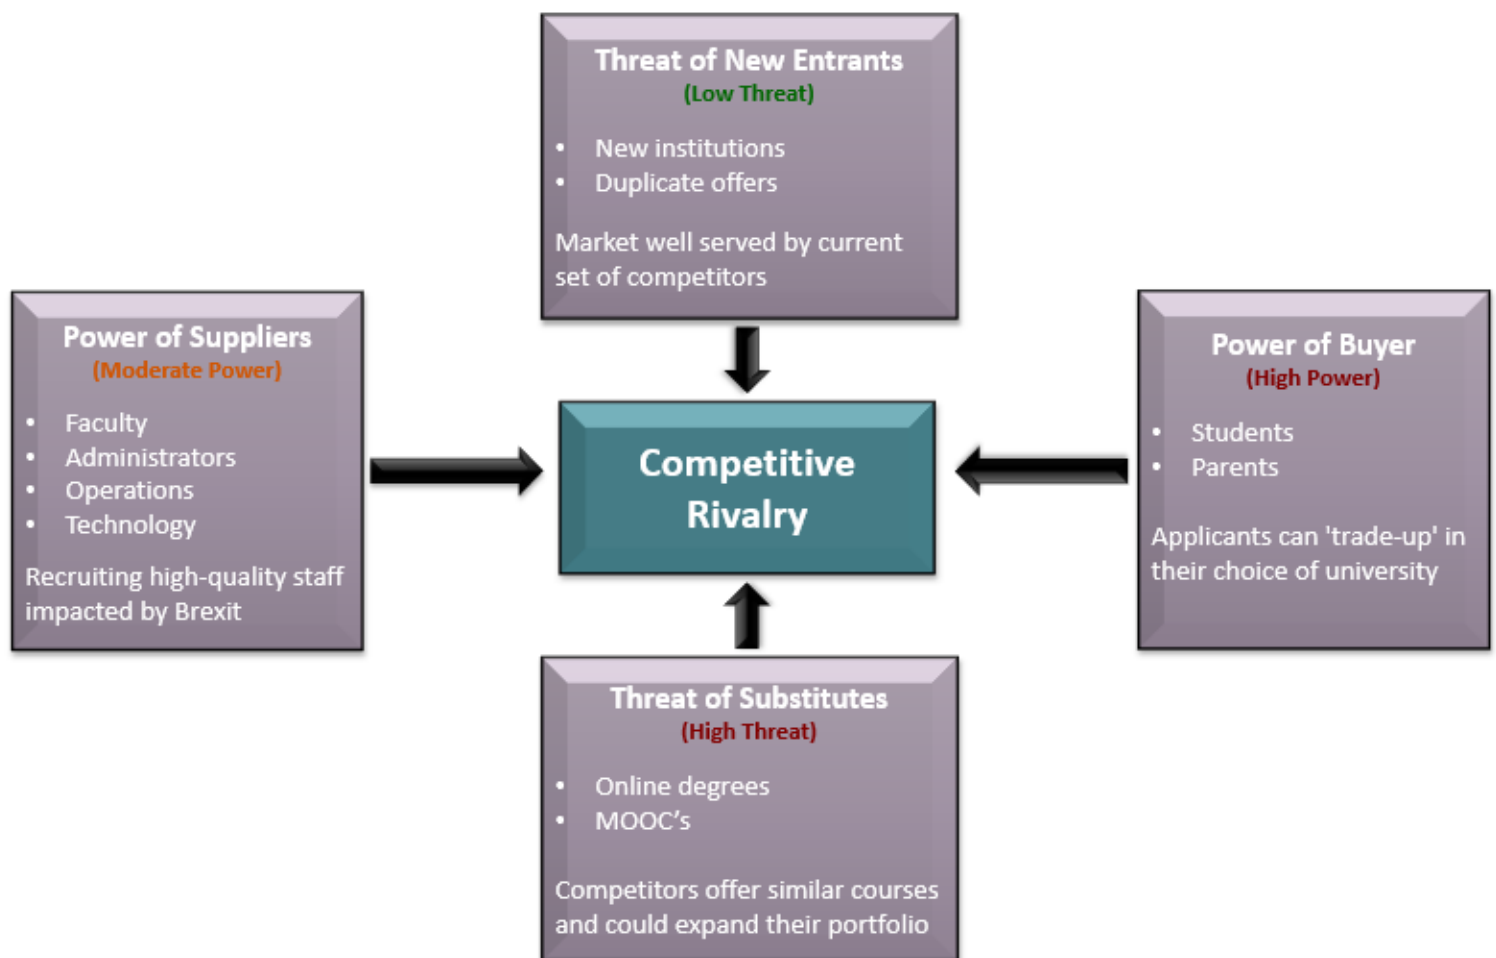 Threat of New Entrants
(Low Threat)
• New institutions
• Duplicate offers
Market well served by current
set of competitors
Power of Suppliers
(Moderate Power)
• Faculty
• Administrators
• Operations
• Technology
Recruiting high-quality staff
impacted by Brexit
Competitive
Rivalry
Power of Buyer
(High Power)
• Students
• Parents
Applicants can 'trade-up' in
their choice of university
Threat of Substitutes
(High Threat)
• Online degrees
• MOOC’s
Competitors offer similar courses
and could expand their portfolio